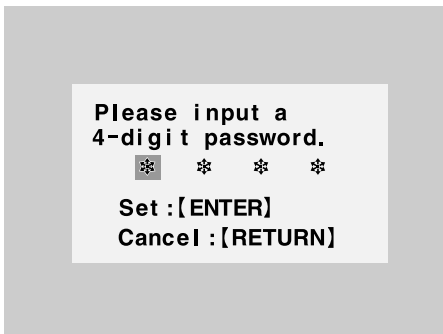 Please input a
4-digit password.
✽ ✽ ✽ ✽
Set :【ENTER】
Cancel :【RETURN】